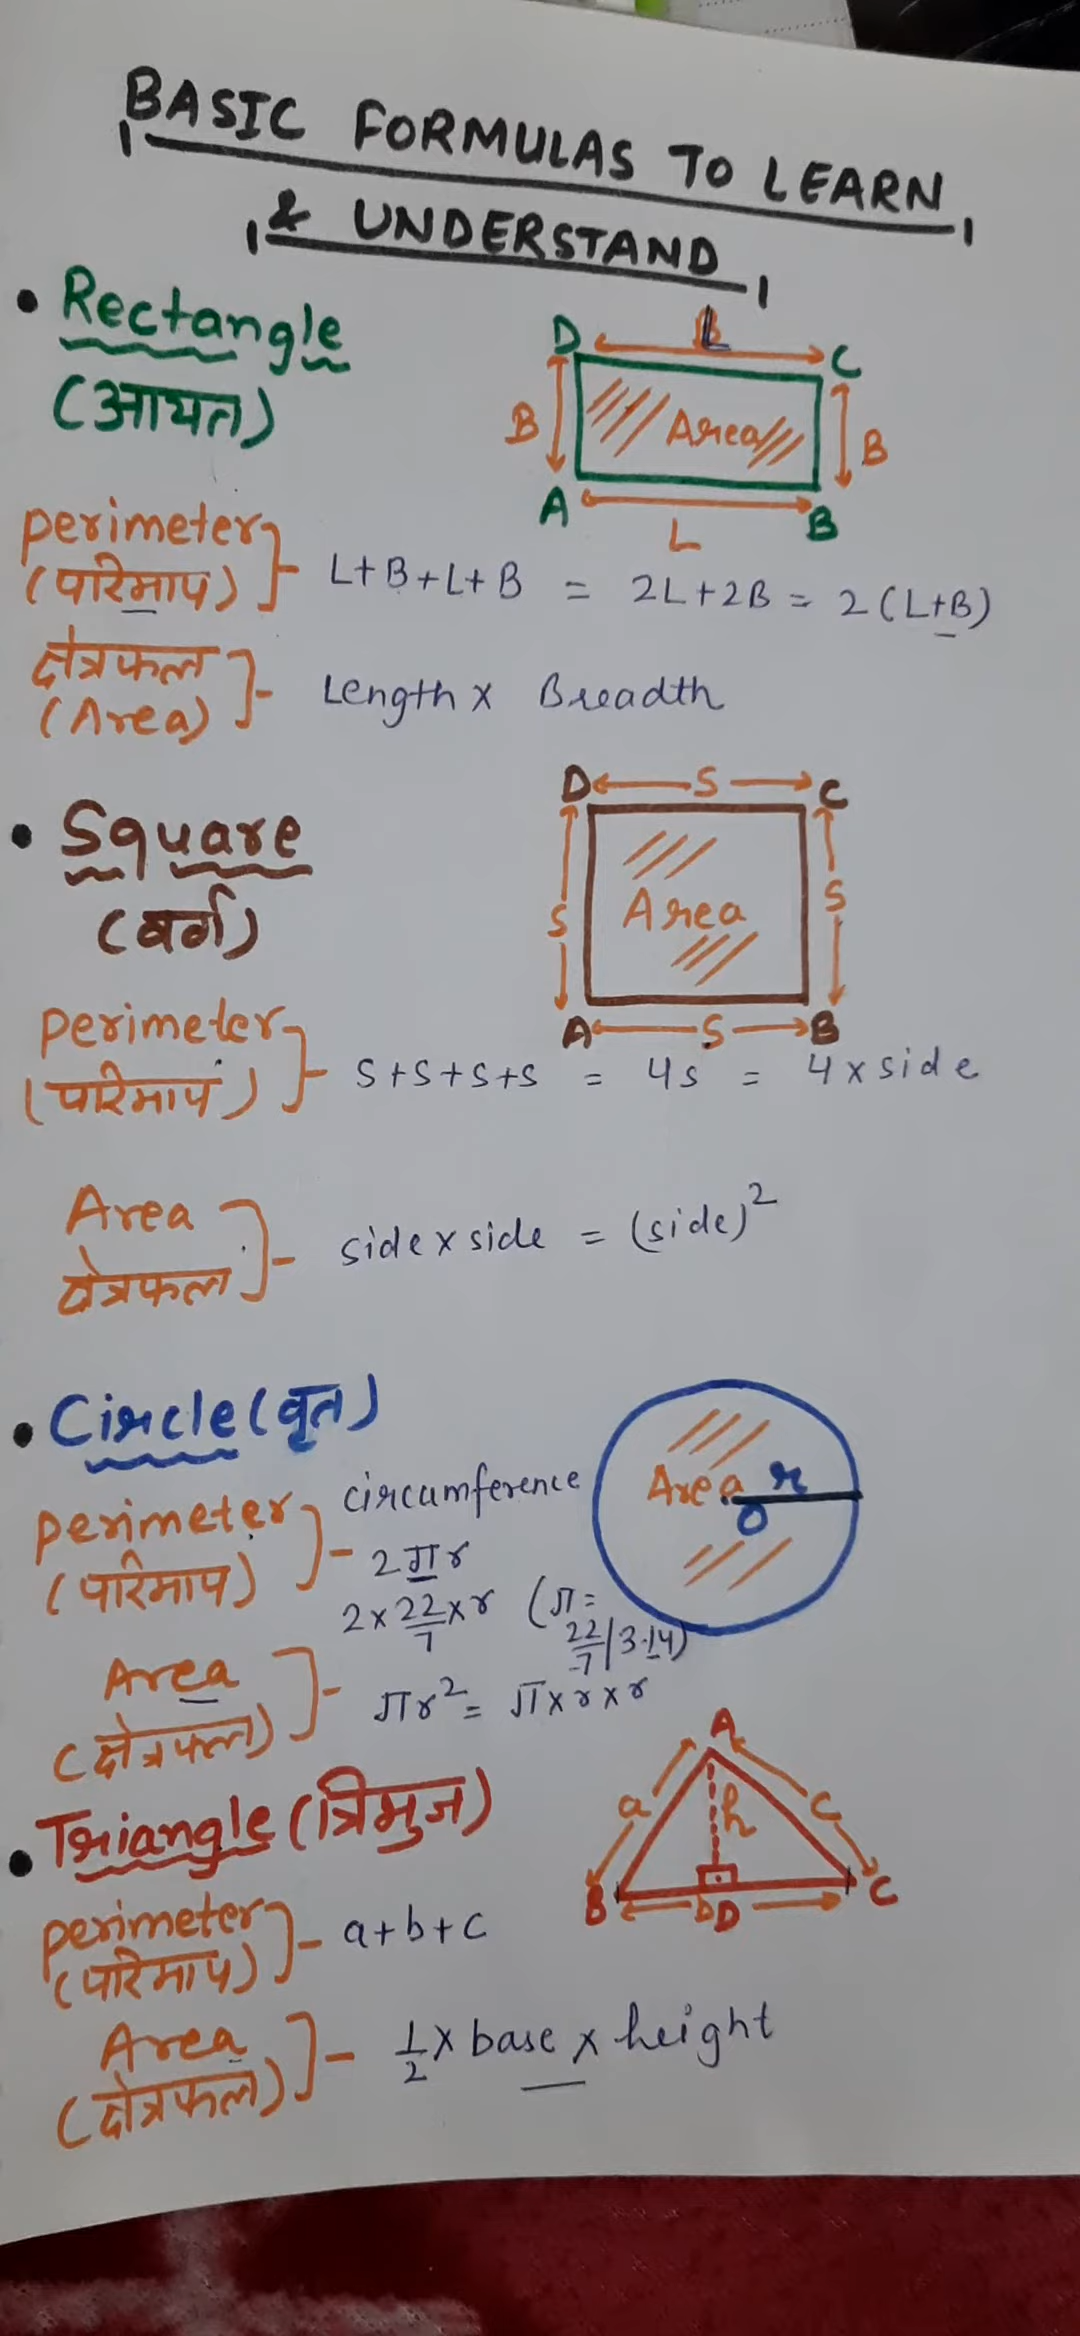 BASIC FORMULAS TO LEARN
& UNDERSTAND
• Rectangle
(आयत)
D L C
B Area B
A L B
perimeter
(परिमाप) ]- L+B+L+B = 2L+2B = 2(L+B)
क्षेत्रफल
(Area) ]- Length x Breadth
• Square
(वर्ग)
D S C
S Area S
A S B
perimeter
(परिमाप) ]- S+S+S+S = 4s = 4 x side
Area
क्षेत्रफल ]- side x side = (side)²
• Circle (वृत)
Area r
O
perimeter
(परिमाप) ]- circumference
2πr
2 x 22/7 x r (π = 22/7 / 3.14)
Area
(क्षेत्रफल) ]- πr² = π x r x r
• Triangle (त्रिभुज)
A
a h c
B b D C
perimeter
(परिमाप) ]- a+b+c
Area
(क्षेत्रफल) ]- 1/2 x base x height